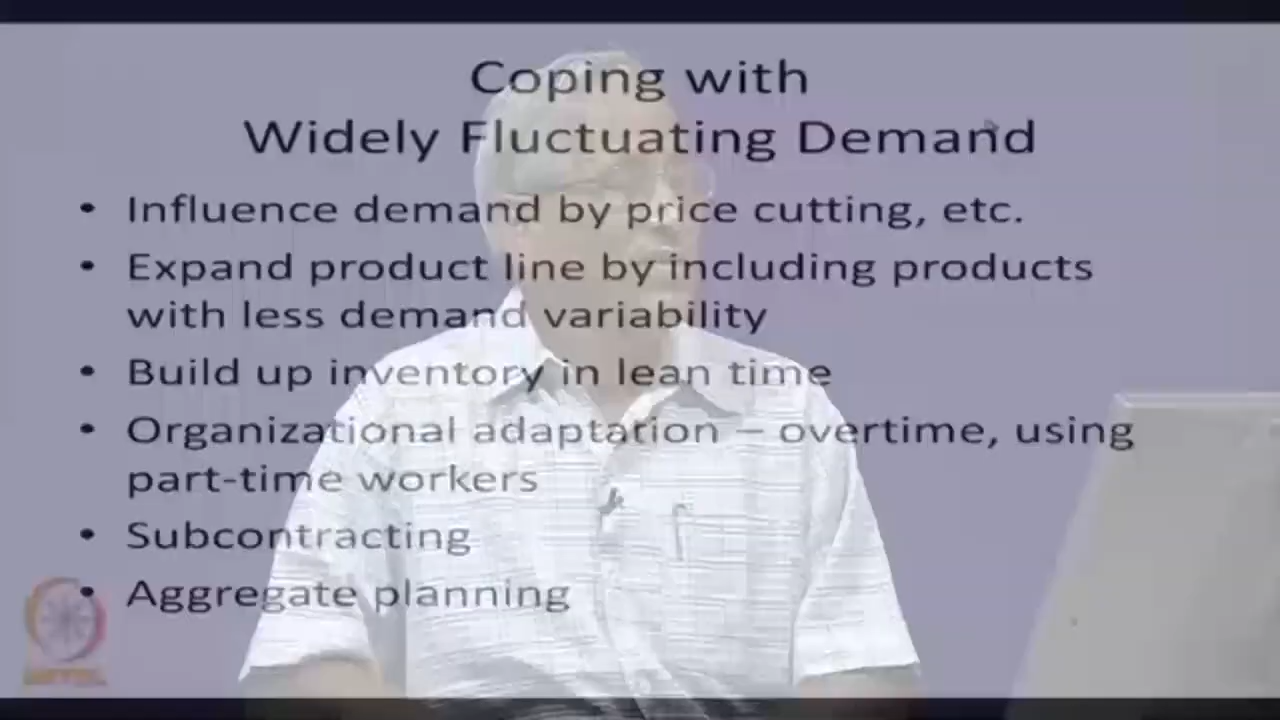 Coping with
Widely Fluctuating Demand
• Influence demand by price cutting, etc.
• Expand product line by including products
with less demand variability
• Build up inventory in lean time
• Organizational adaptation – overtime, using
part-time workers
• Subcontracting
• Aggregate planning